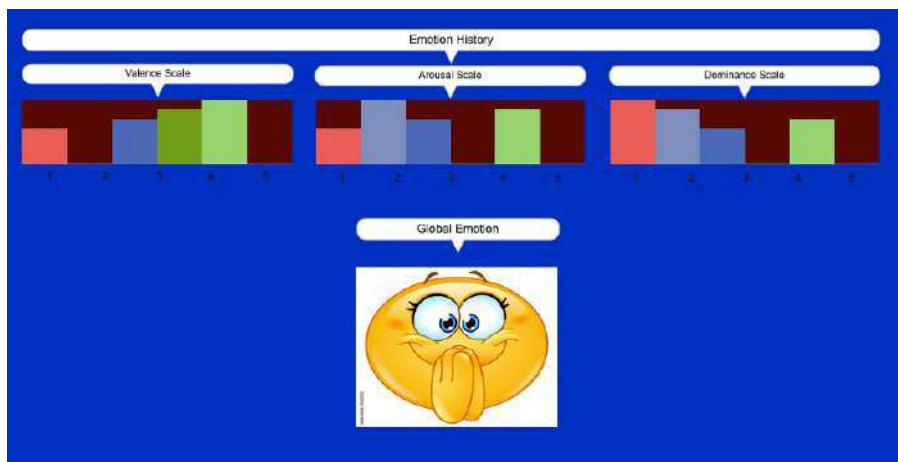 Emotion History
Valence Scale
Arousal Scale
Dominance Scale
1 2 3 4 5
1 2 3 4 5
1 2 3 4 5
Global Emotion